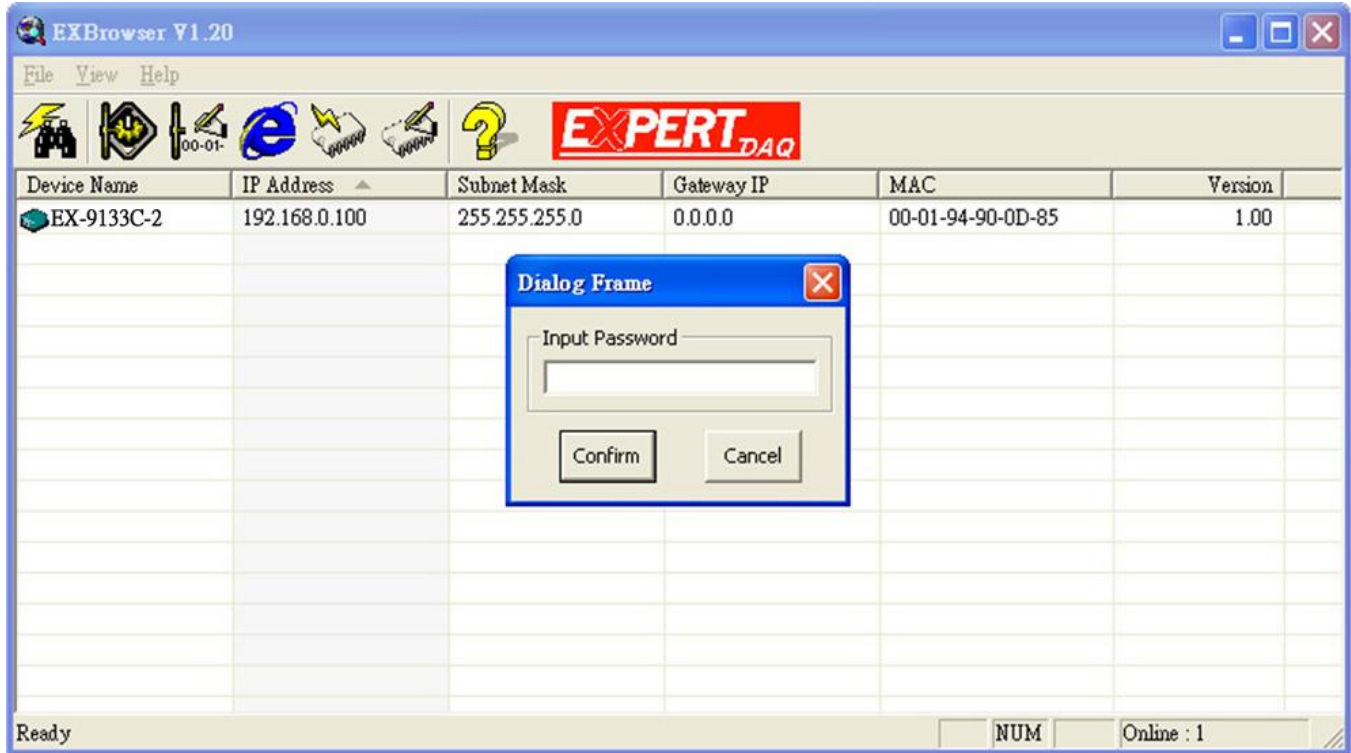 EXBrowser V1.20
File View Help
00-01-
EXPERT DAQ
Device Name IP Address Subnet Mask Gateway IP MAC Version
EX-9133C-2 192.168.0.100 255.255.255.0 0.0.0.0 00-01-94-90-0D-85 1.00
Dialog Frame
Input Password
Confirm Cancel
Ready NUM Online : 1